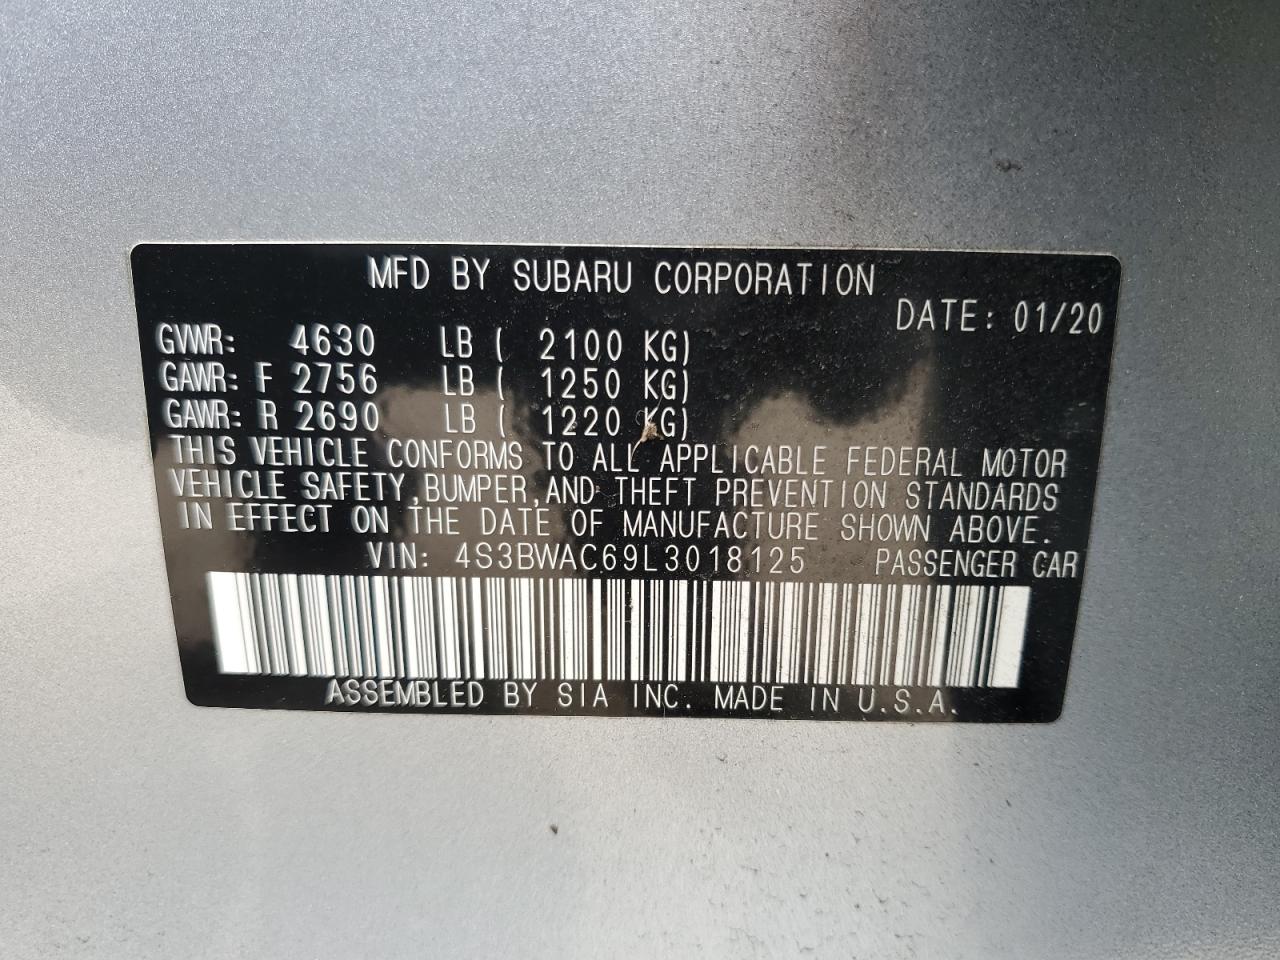 MFD BY SUBARU CORPORATION
DATE: 01/20
GVWR: 4630 LB ( 2100 KG)
GAWR: F 2756 LB ( 1250 KG)
GAWR: R 2690 LB ( 1220 KG)
THIS VEHICLE CONFORMS TO ALL APPLICABLE FEDERAL MOTOR
VEHICLE SAFETY, BUMPER, AND THEFT PREVENTION STANDARDS
IN EFFECT ON THE DATE OF MANUFACTURE SHOWN ABOVE.
VIN: 4S3BWAC69L3018125 PASSENGER CAR
ASSEMBLED BY SIA INC. MADE IN U.S.A.